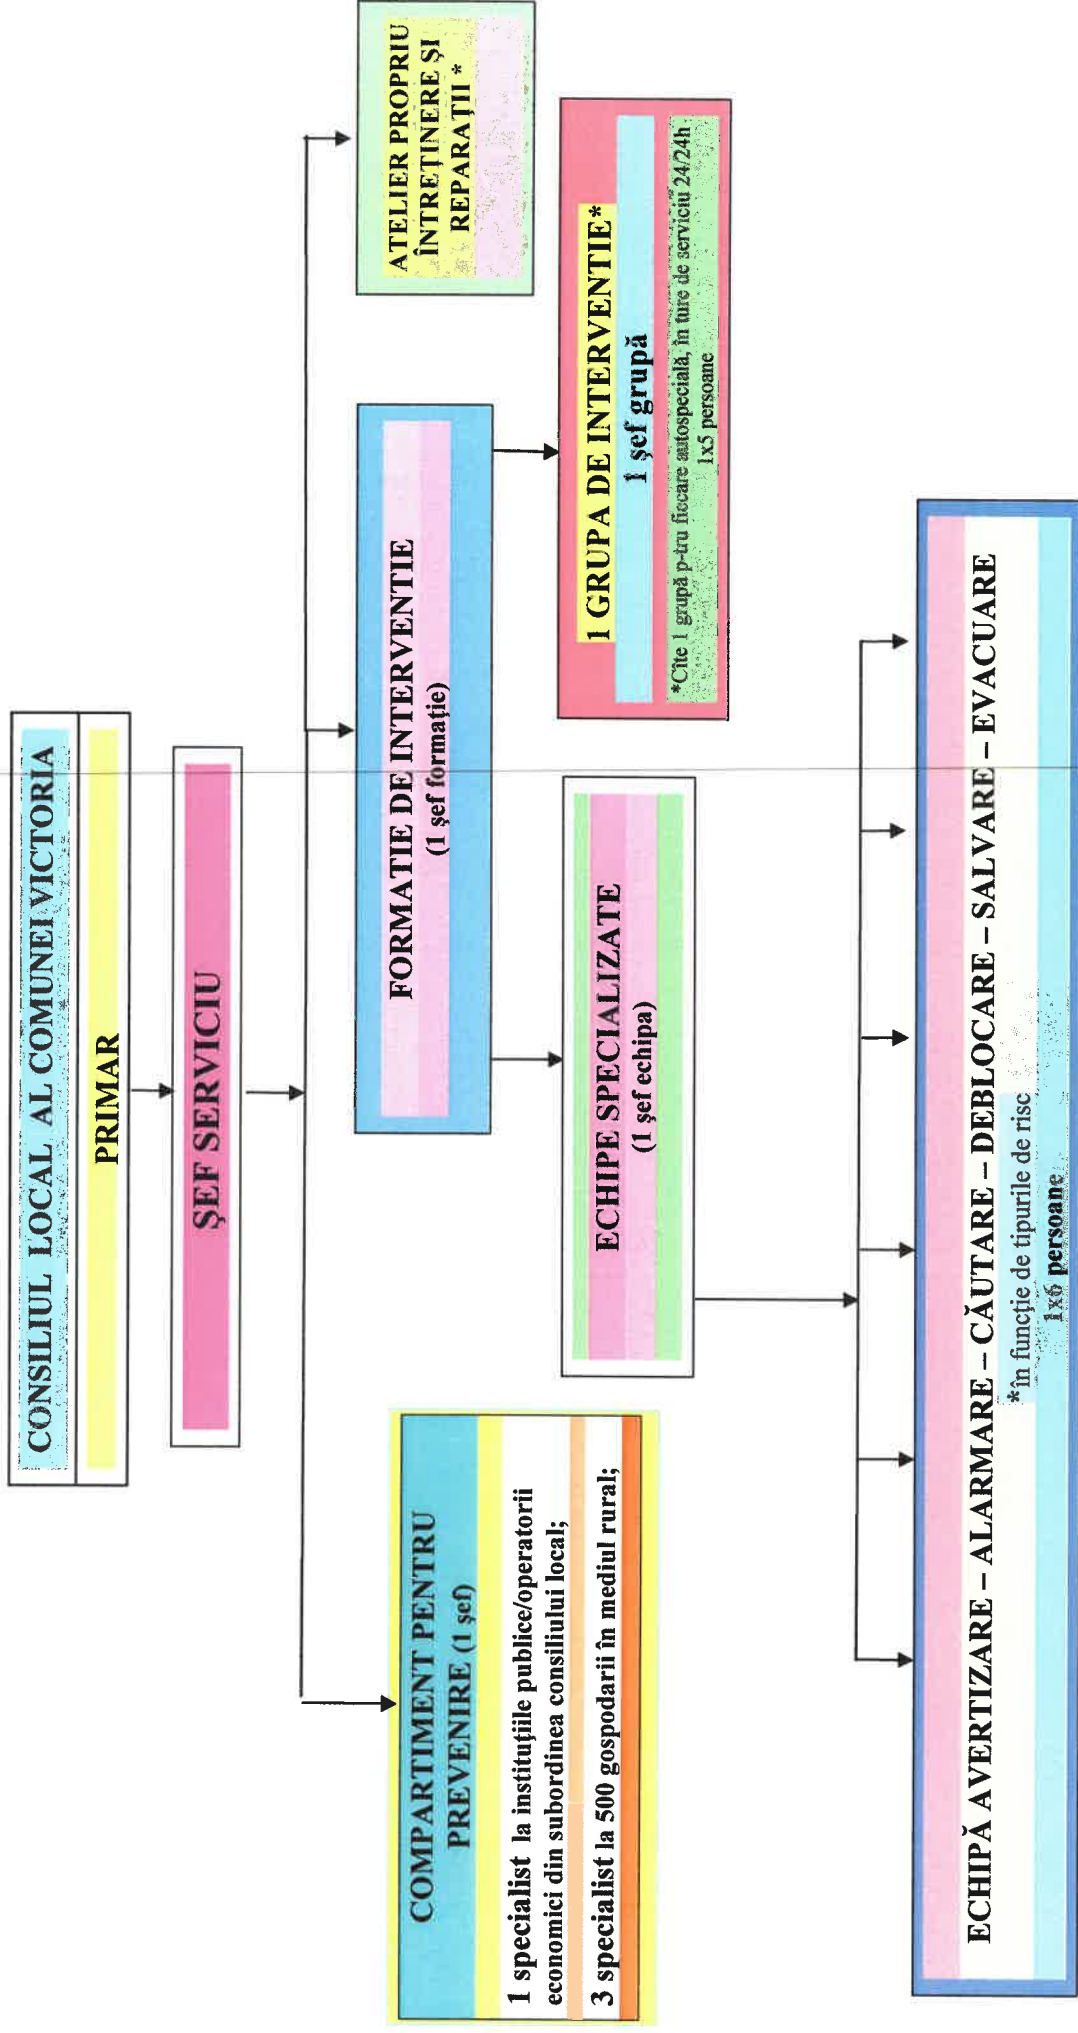 CONSILIUL LOCAL AL COMUNEI VICTORIA
PRIMAR
ŞEF SERVICIU
COMPARTIMENT PENTRU
PREVENIRE (1 şef)
1 specialist la instituţiile publice/operatorii
economici din subordinea consiliului local;
3 specialist la 500 gospodarii în mediul rural;
FORMATIE DE INTERVENTIE
(1 şef formaţie)
ATELIER PROPRIU
ÎNTREŢINERE ŞI
REPARAŢII *
ECHIPE SPECIALIZATE
(1 şef echipa)
1 GRUPA DE INTERVENTIE*
1 şef grupă
*Cîte 1 grupă p-tru fiecare autospecială, în ture de serviciu 24/24h
1x5 persoane
ECHIPĂ AVERTIZARE – ALARMARE – CĂUTARE – DEBLOCARE – SALVARE – EVACUARE
*în funcţie de tipurile de risc
1x6 persoane